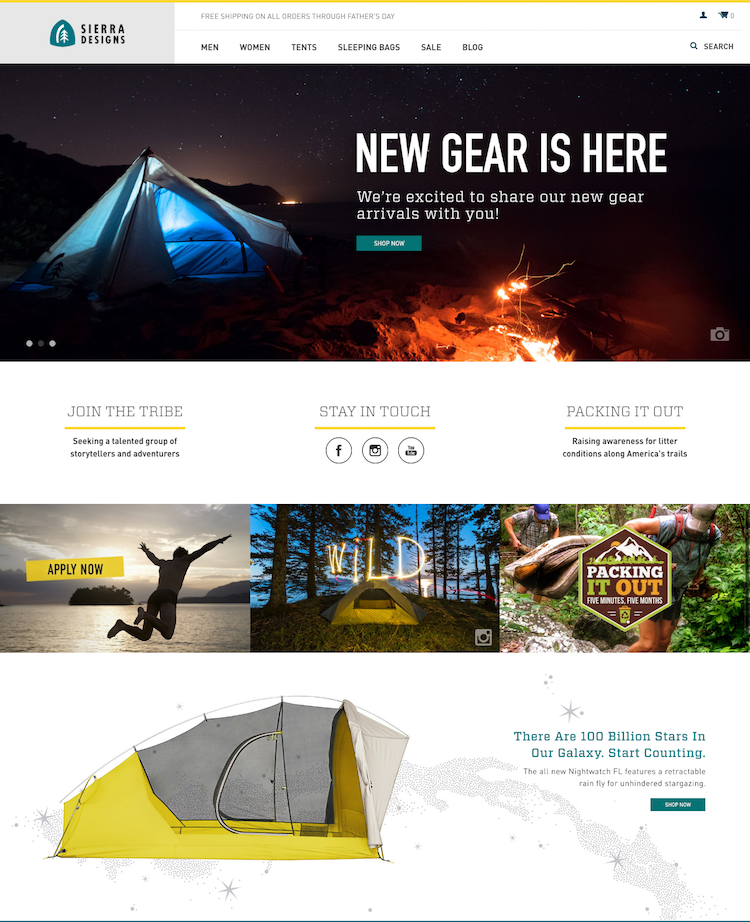 SIERRA
DESIGNS
FREE SHIPPING ON ALL ORDERS THROUGH FATHER'S DAY
0
MEN WOMEN TENTS SLEEPING BAGS SALE BLOG
SEARCH
NEW GEAR IS HERE
We're excited to share our new gear
arrivals with you!
SHOP NOW
JOIN THE TRIBE
Seeking a talented group of
storytellers and adventurers
STAY IN TOUCH
f
You
Tube
PACKING IT OUT
Raising awareness for litter
conditions along America's trails
APPLY NOW
WiLD
PACKING
IT OUT
FIVE MINUTES. FIVE MONTHS
There Are 100 Billion Stars In
Our Galaxy. Start Counting.
The all new Nightwatch FL features a retractable
rain fly for unhindered stargazing.
SHOP NOW